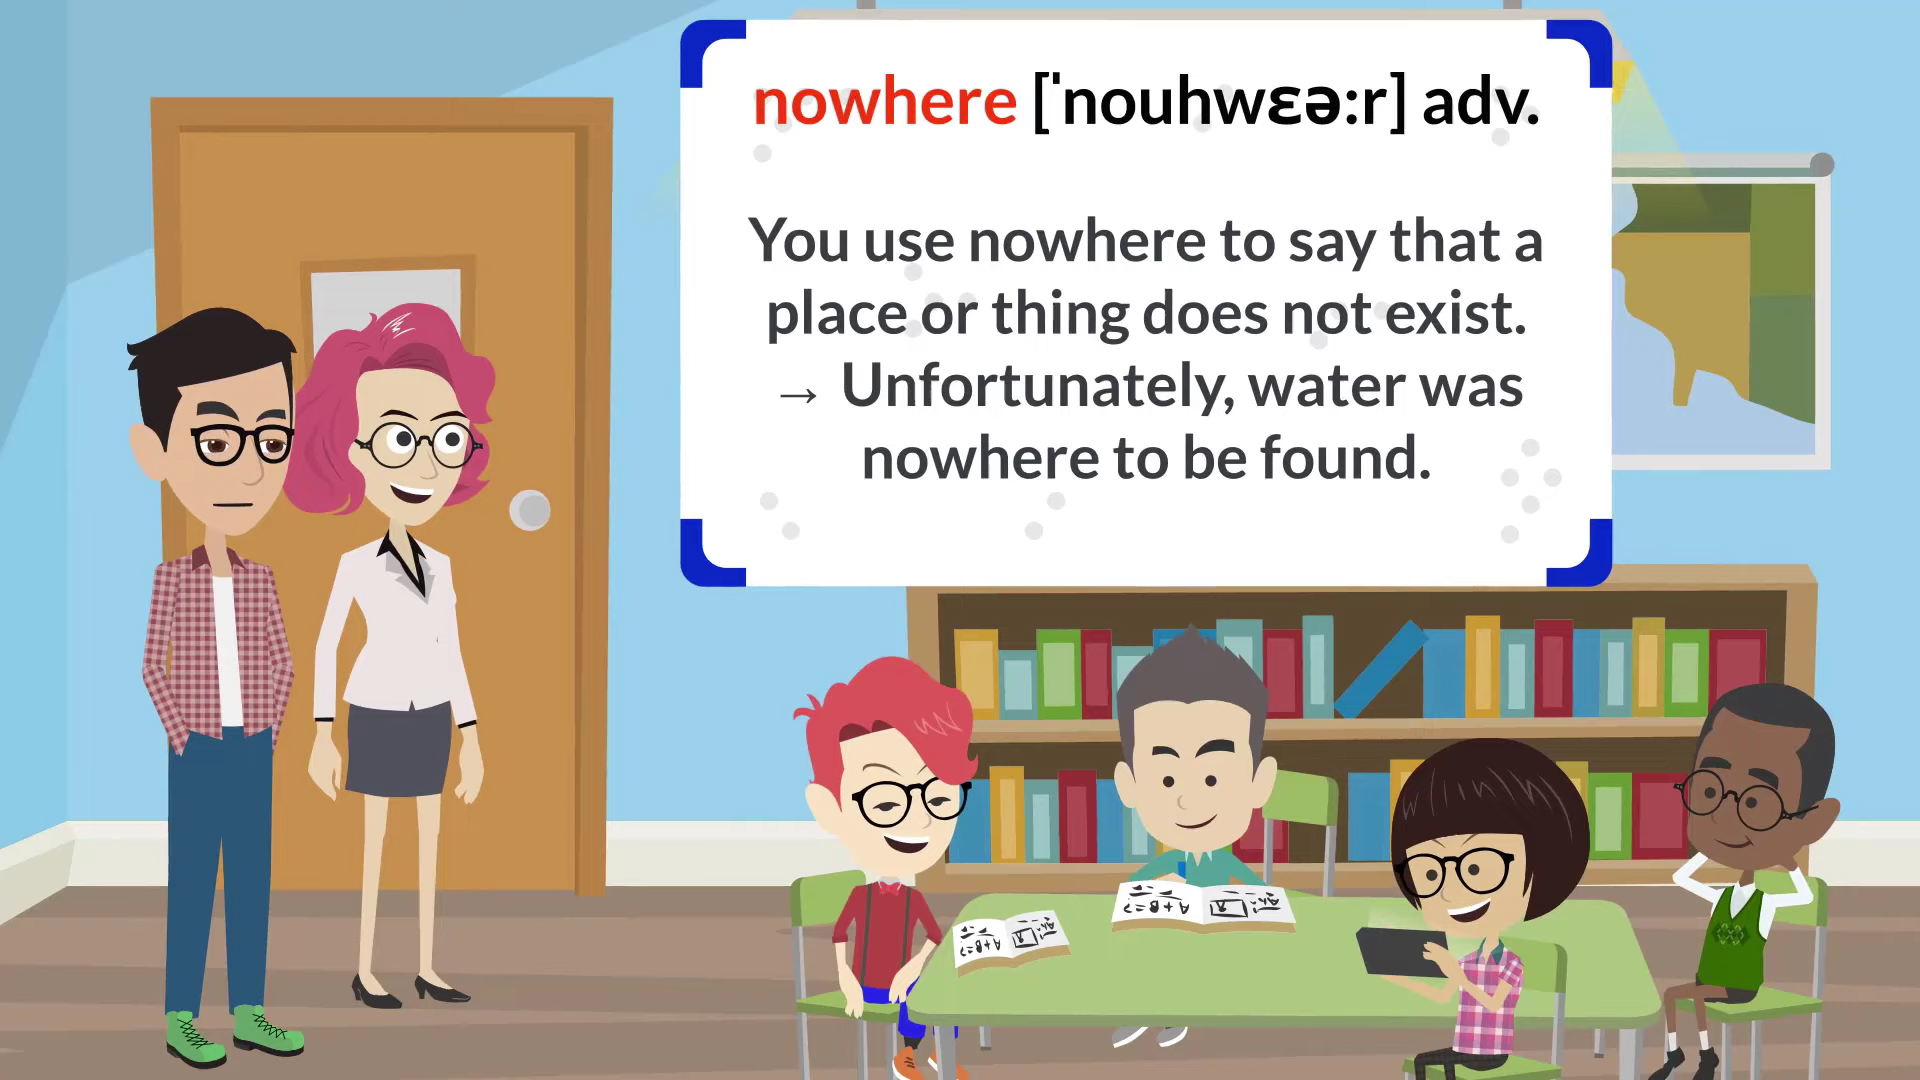 nowhere [ˈnouhwɛə:r] adv.
You use nowhere to say that a
place or thing does not exist.
→ Unfortunately, water was
nowhere to be found.
A+B=?
A+B=?